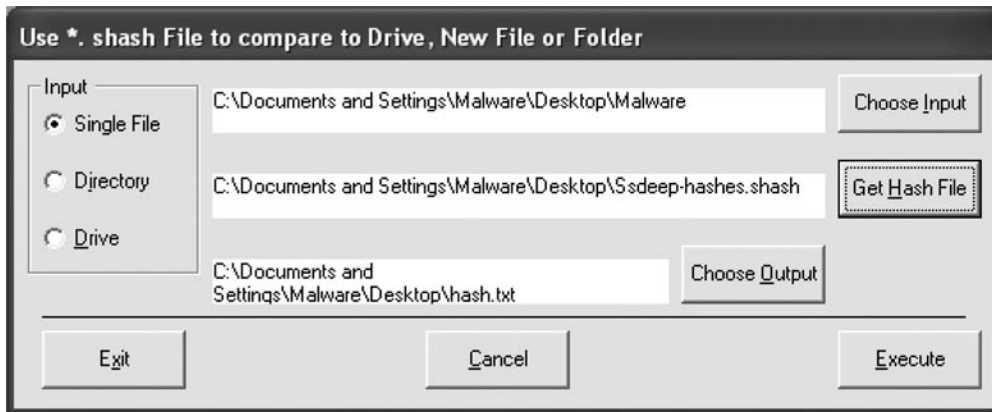 Use *. shash File to compare to Drive, New File or Folder
Input
Single File
Directory
Drive
C:\Documents and Settings\Malware\Desktop\Malware
Choose Input
C:\Documents and Settings\Malware\Desktop\Ssdeep-hashes.shash
Get Hash File
C:\Documents and
Settings\Malware\Desktop\hash.txt
Choose Output
Exit
Cancel
Execute